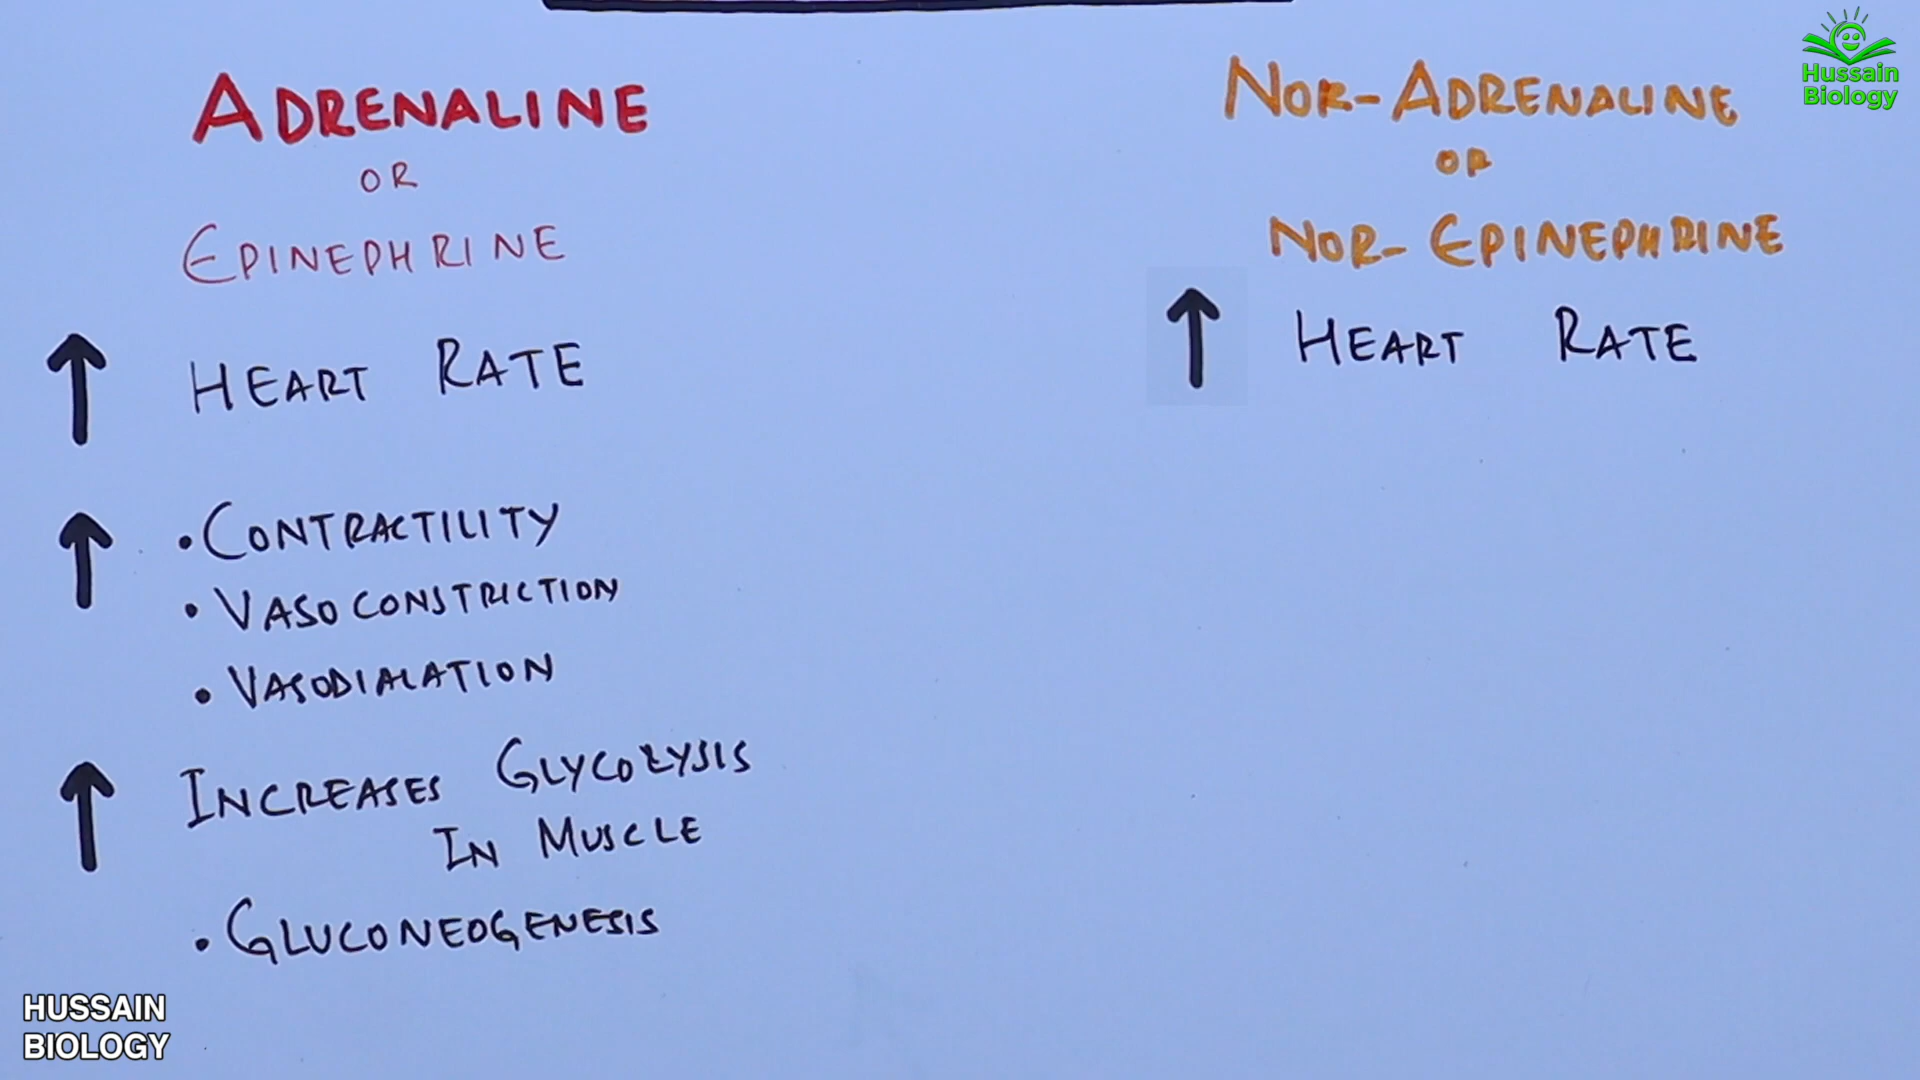 ADRENALINE
OR
EPINEPHRINE
↑ HEART RATE
↑ • CONTRACTILITY
• VASOCONSTRICTION
• VASODIALATION
↑ INCREASES GLYCOLYSIS
IN MUSCLE
• GLUCONEOGENESIS
NOR-ADRENALINE
OR
NOR-EPINEPHRINE
↑ HEART RATE
Hussain
Biology
HUSSAIN
BIOLOGY